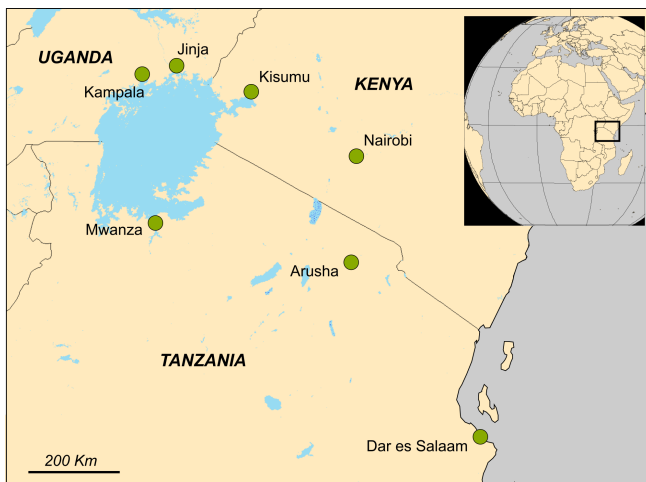 Jinja
UGANDA
Kampala
Kisumu
KENYA
Nairobi
Mwanza
Arusha
TANZANIA
Dar es Salaam
200 Km